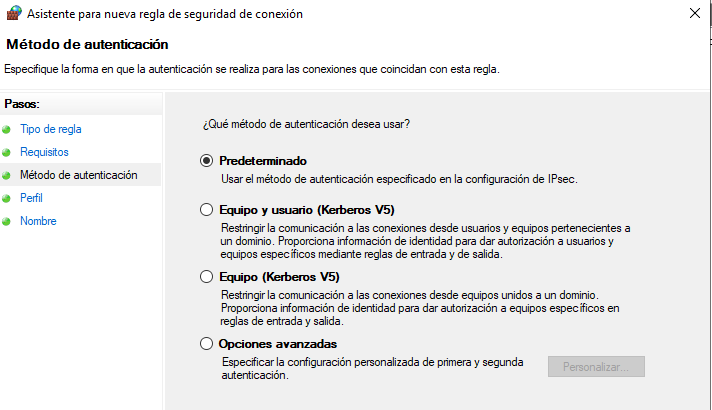 Asistente para nueva regla de seguridad de conexión
Método de autenticación
Especifique la forma en que la autenticación se realiza para las conexiones que coincidan con esta regla.
Pasos:
Tipo de regla
Requisitos
Método de autenticación
Perfil
Nombre
¿Qué método de autenticación desea usar?
Predeterminado
Usar el método de autenticación especificado en la configuración de IPsec.
Equipo y usuario (Kerberos V5)
Restringir la comunicación a las conexiones desde usuarios y equipos pertenecientes a
un dominio. Proporciona información de identidad para dar autorización a usuarios y
equipos específicos mediante reglas de entrada y de salida.
Equipo (Kerberos V5)
Restringir la comunicación a las conexiones desde equipos unidos a un dominio.
Proporciona información de identidad para dar autorización a equipos específicos en
reglas de entrada y salida.
Opciones avanzadas
Especificar la configuración personalizada de primera y segunda
autenticación.
Personalizar...